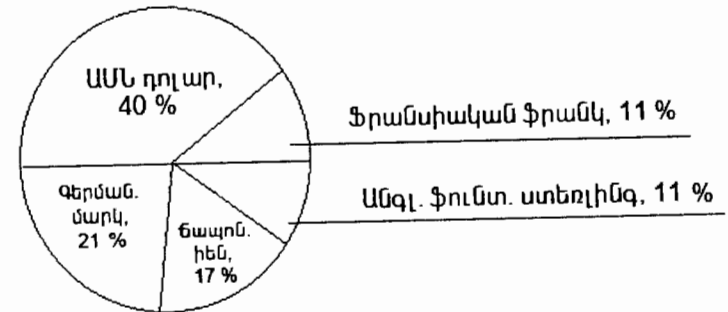 ԱՄՆ դոլար,
40 %
Ֆրանսիական ֆրանկ, 11 %
Անգլ. ֆունտ. ստեռլինգ, 11 %
Գերման.
մարկ,
21 %
ճապոն.
իեն,
17 %